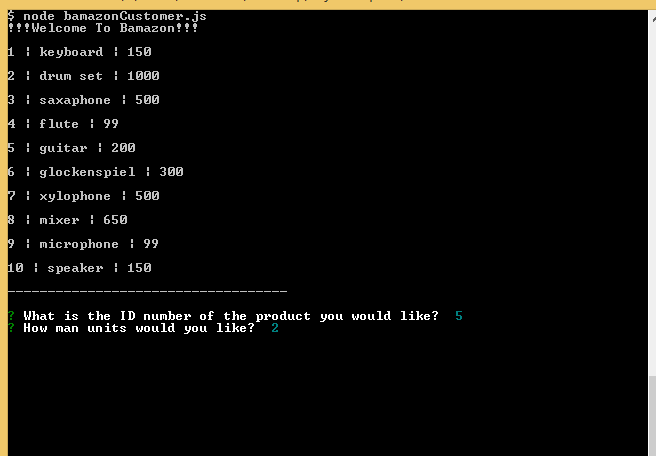 $ node bamazonCustomer.js
!!!Welcome To Bamazon!!!
1 | keyboard | 150
2 | drum set | 1000
3 | saxaphone | 500
4 | flute | 99
5 | guitar | 200
6 | glockenspiel | 300
7 | xylophone | 500
8 | mixer | 650
9 | microphone | 99
10 | speaker | 150
-----------------------------------
? What is the ID number of the product you would like? 5
? How man units would you like? 2